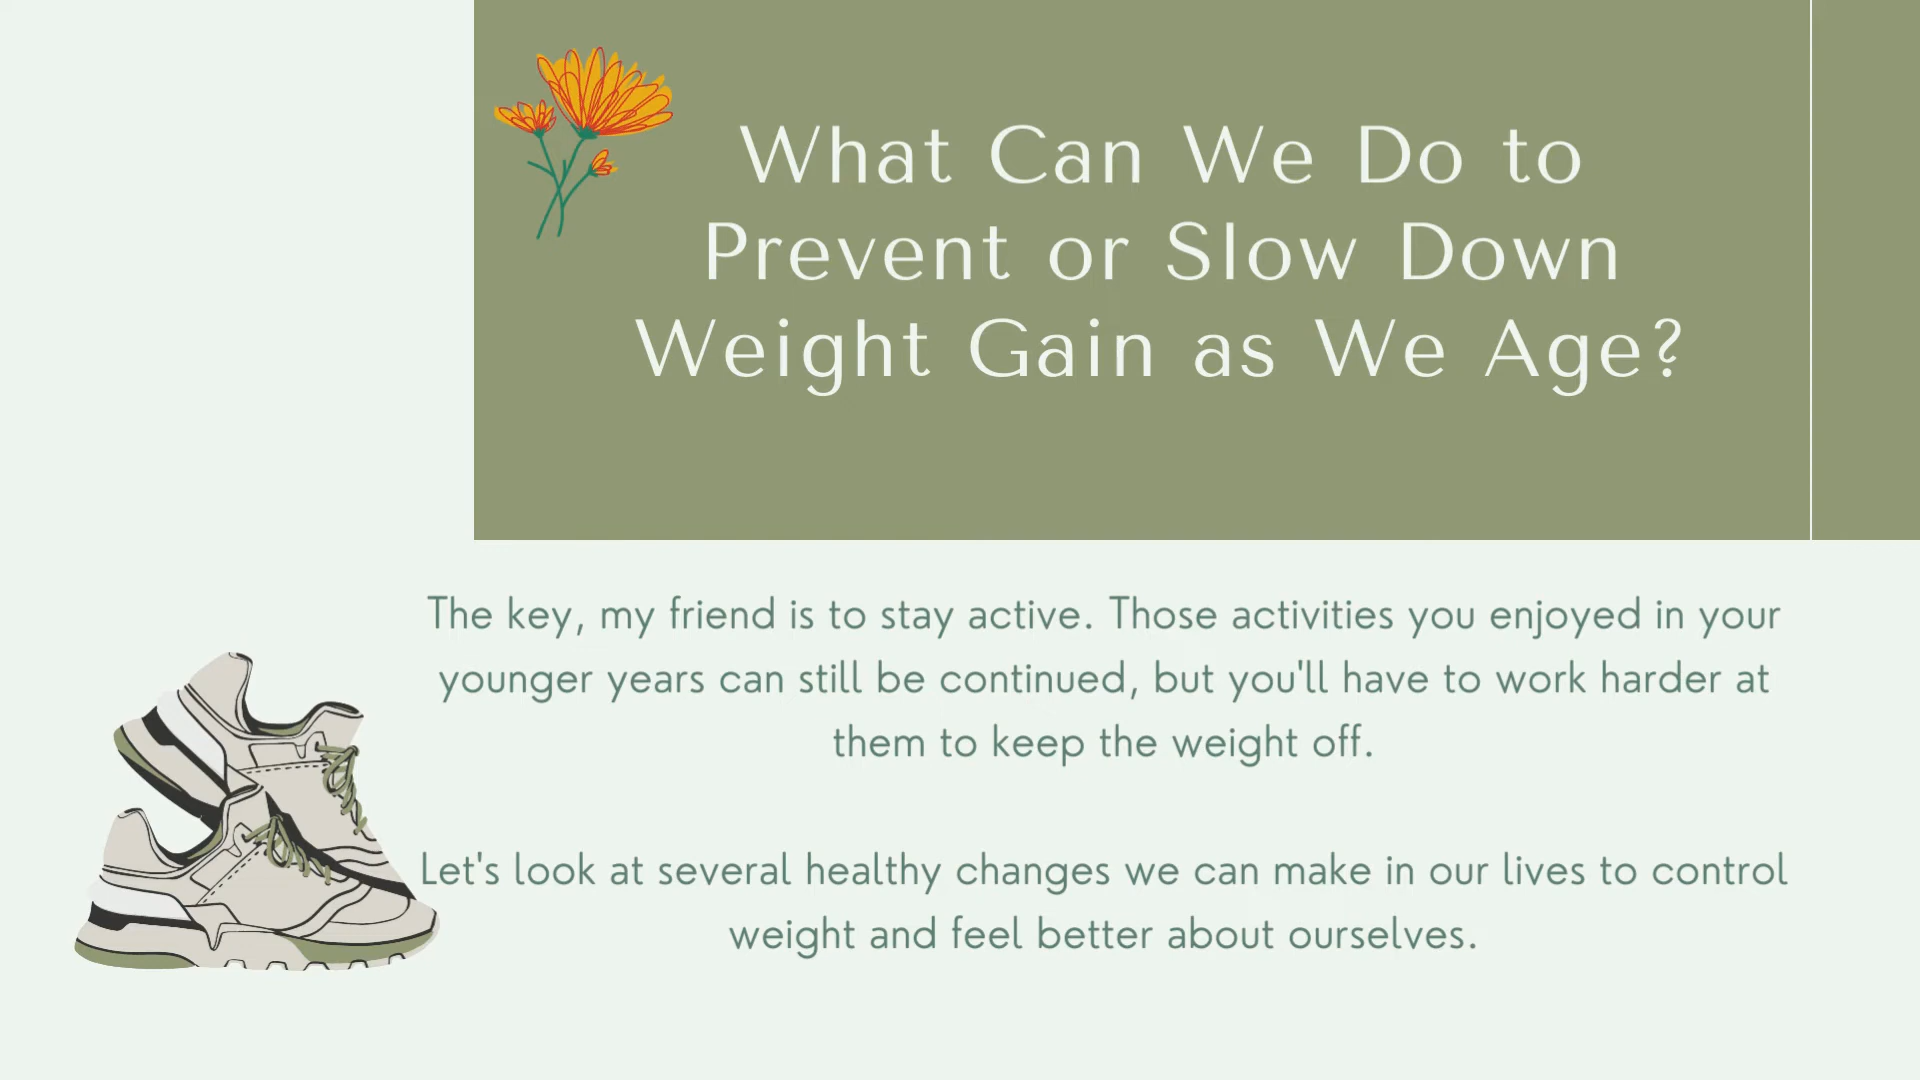 What Can We Do to
Prevent or Slow Down
Weight Gain as We Age?
The key, my friend is to stay active. Those activities you enjoyed in your
younger years can still be continued, but you'll have to work harder at
them to keep the weight off.
Let's look at several healthy changes we can make in our lives to control
weight and feel better about ourselves.